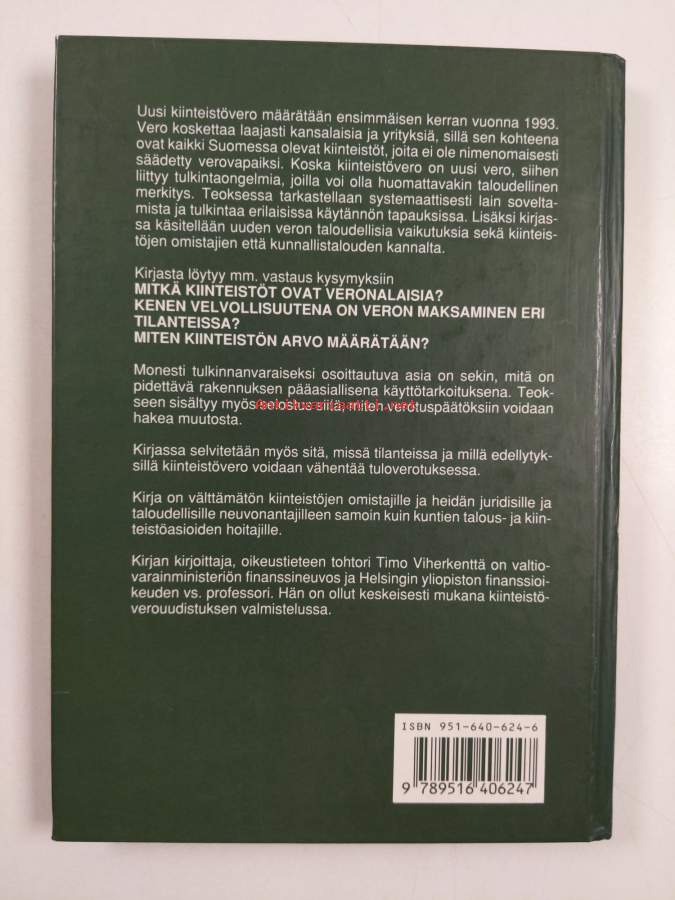 Uusi kiinteistövero määrätään ensimmäisen kerran vuonna 1993.
Vero koskettaa laajasti kansalaisia ja yrityksiä, sillä sen kohteena
ovat kaikki Suomessa olevat kiinteistöt, joita ei ole nimenomaisesti
säädetty verovapaiksi. Koska kiinteistövero on uusi vero, siihen
liittyy tulkintaongelmia, joilla voi olla huomattavakin taloudellinen
merkitys. Teoksessa tarkastellaan systemaattisesti lain sovelta-
mista ja tulkintaa erilaisissa käytännön tapauksissa. Lisäksi kirjas-
sa käsitellään uuden veron taloudellisia vaikutuksia sekä kiinteis-
töjen omistajien että kunnallistalouden kannalta.
Kirjasta löytyy mm. vastaus kysymyksiin
MITKÄ KIINTEISTÖT OVAT VERONALAISIA?
KENEN VELVOLLISUUTENA ON VERON MAKSAMINEN ERI
TILANTEISSA?
MITEN KIINTEISTÖN ARVO MÄÄRÄTÄÄN?
Monesti tulkinnanvaraiseksi osoittautuva asia on sekin, mitä on
pidettävä rakennuksen pääasiallisena käyttötarkoituksena. Teok-
seen sisältyy myös selostus siitä, miten verotuspäätöksiin voidaan
hakea muutosta.
Kirjassa selvitetään myös sitä, missä tilanteissa ja millä edellytyk-
sillä kiinteistövero voidaan vähentää tuloverotuksessa.
Kirja on välttämätön kiinteistöjen omistajille ja heidän juridisille ja
taloudellisille neuvonantajilleen samoin kuin kuntien talous- ja kiin-
teistöasioiden hoitajille.
Kirjan kirjoittaja, oikeustieteen tohtori Timo Viherkenttä on valtio-
varainministeriön finanssineuvos ja Helsingin yliopiston finanssioi-
keuden vs. professori. Hän on ollut keskeisesti mukana kiinteistö-
verouudistuksen valmistelussa.
ISBN 951-640-624-6
9 789516 406247